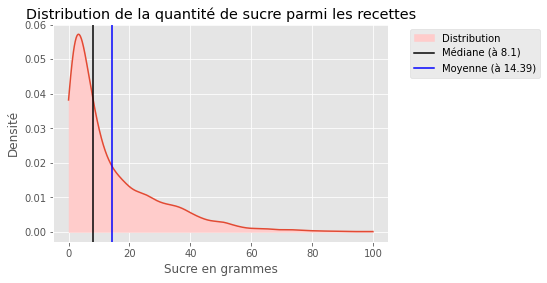 Distribution de la quantité de sucre parmi les recettes
Distribution
Médiane (à 8.1)
Moyenne (à 14.39)
0.06
0.05
0.04
0.03
0.02
0.01
0.00
Densité
0 20 40 60 80 100
Sucre en grammes